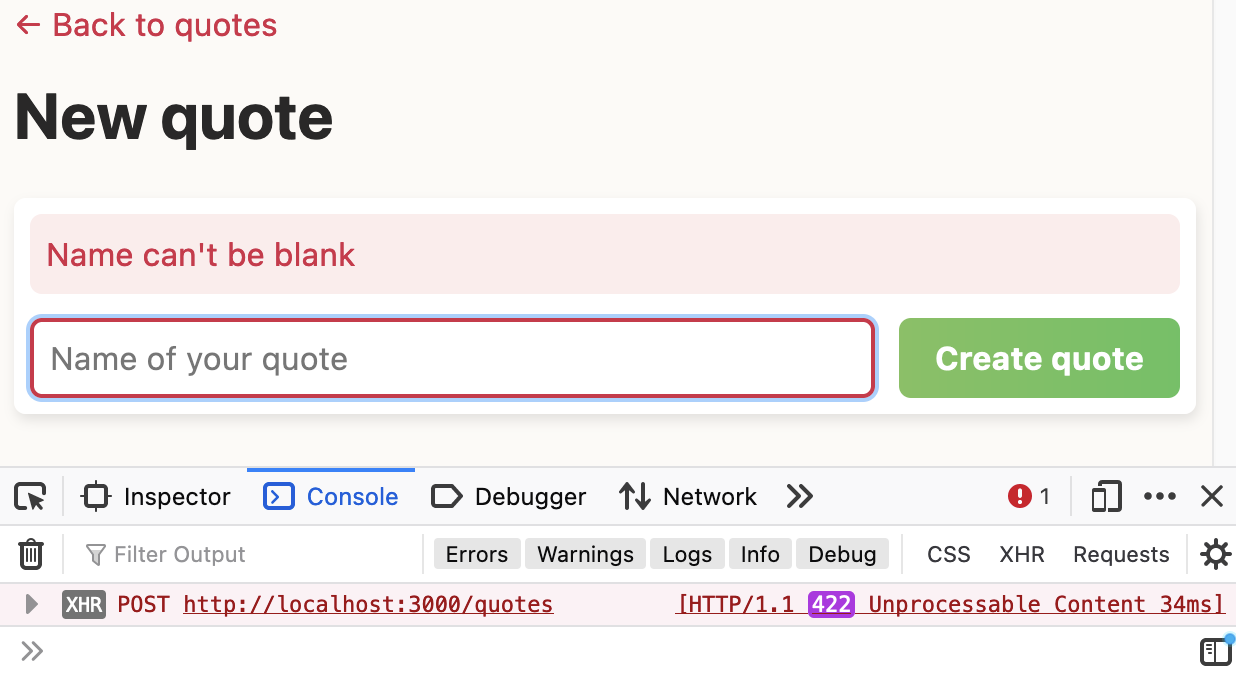 ← Back to quotes
New quote
Name can't be blank
Name of your quote
Create quote
Inspector Console Debugger Network 1
Filter Output Errors Warnings Logs Info Debug CSS XHR Requests
XHR POST http://localhost:3000/quotes [HTTP/1.1 422 Unprocessable Content 34ms]